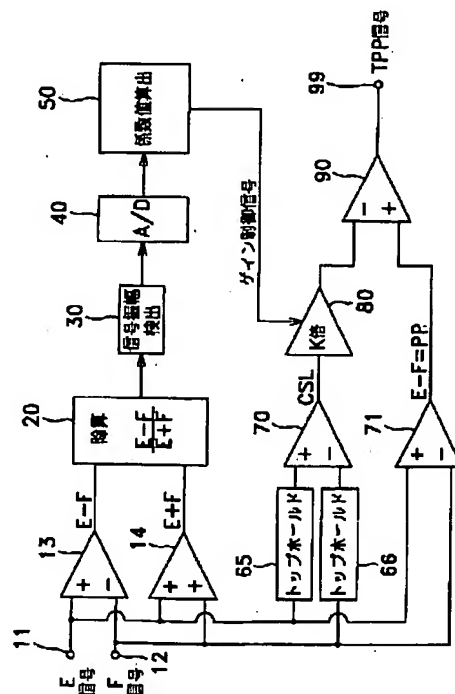 11
E
信号
F
信号
12
13
+
−
E−F
14
+
+
E+F
20
除算
E−F
E+F
30
信号振幅
検出
40
A/D
50
係数値算出
ゲイン制御信号
65
トップホールド
トップホールド
66
70
+
−
CSL
K倍
80
71
+
−
E−F=PP
90
−
+
99
TPP信号